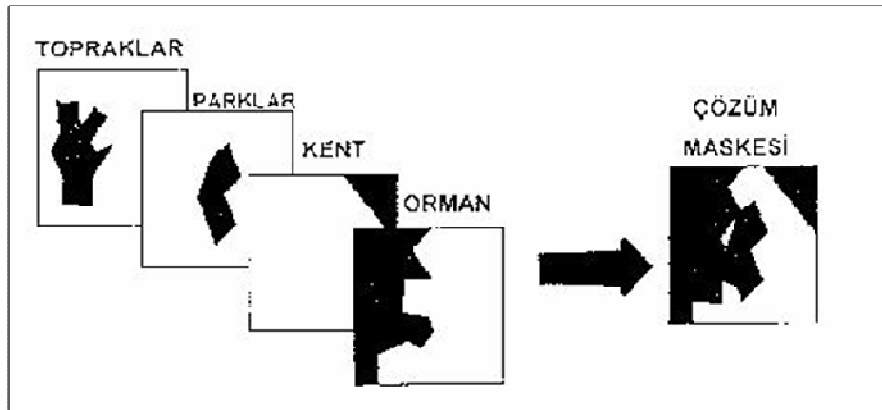 TOPRAKLAR
PARKLAR
KENT
ORMAN
ÇÖZÜM
MASKESİ